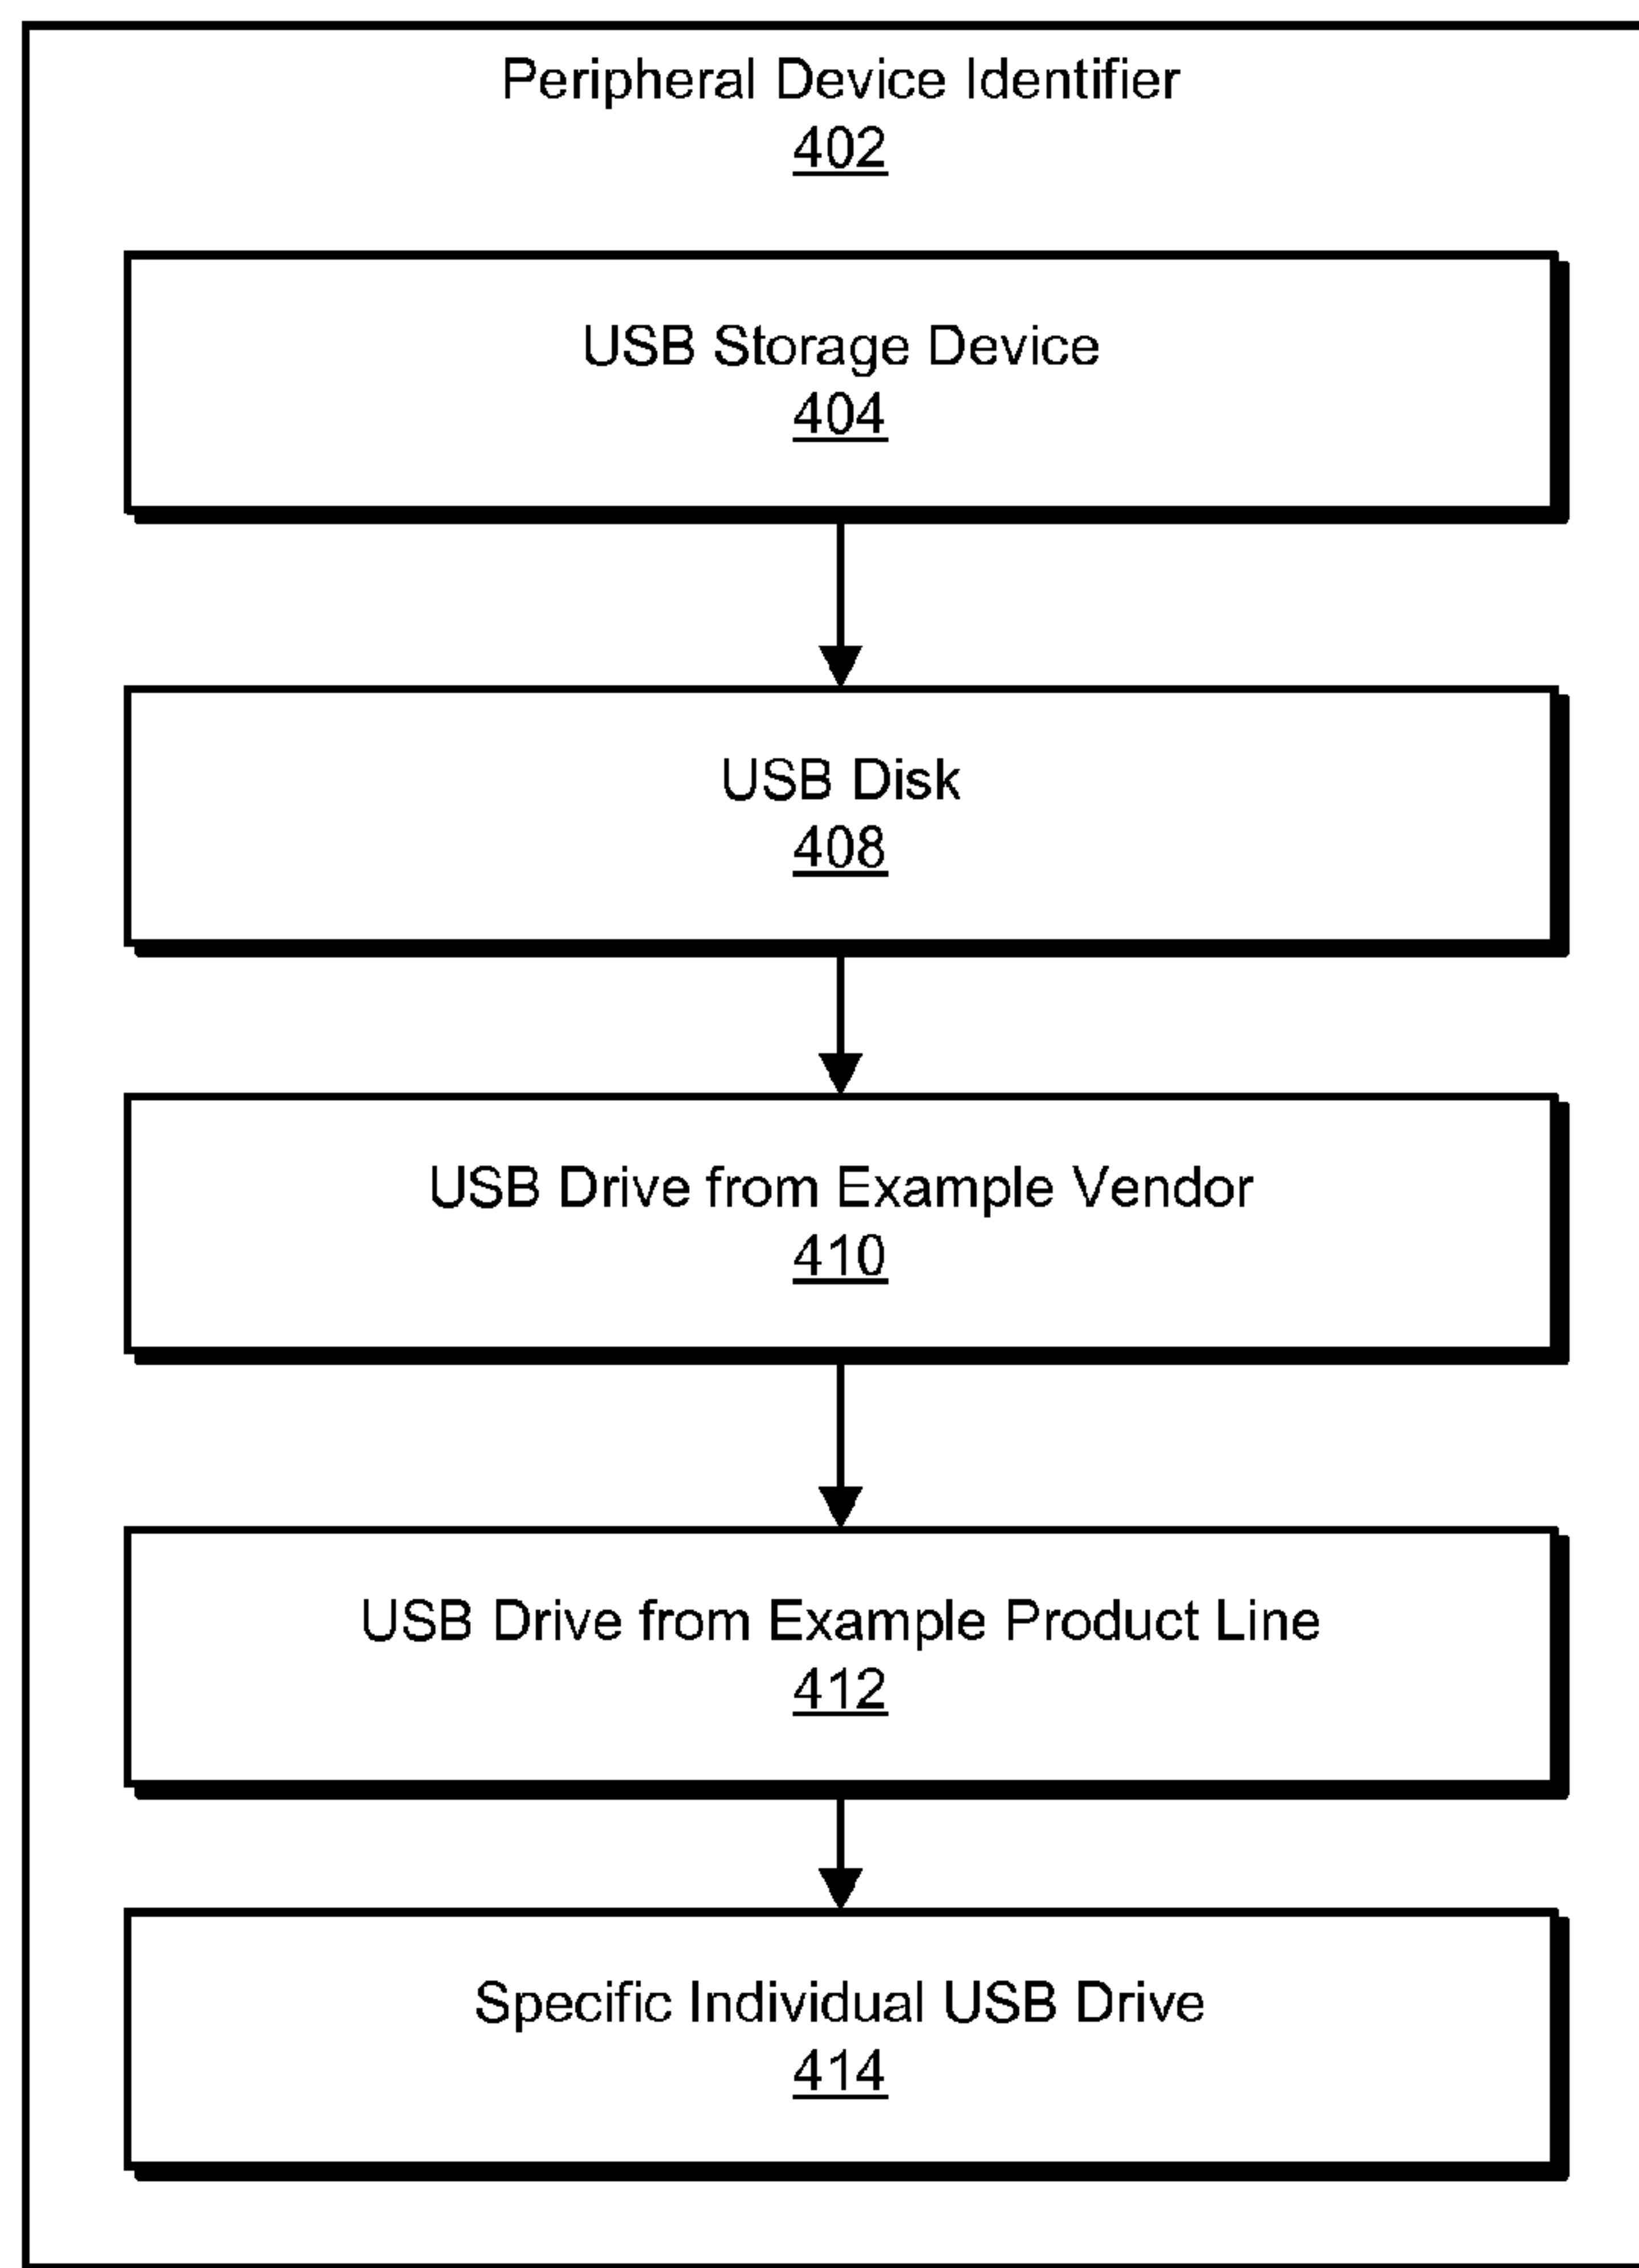 Peripheral Device Identifier
402
USB Storage Device
404
USB Disk
408
USB Drive from Example Vendor
410
USB Drive from Example Product Line
412
Specific Individual USB Drive
414